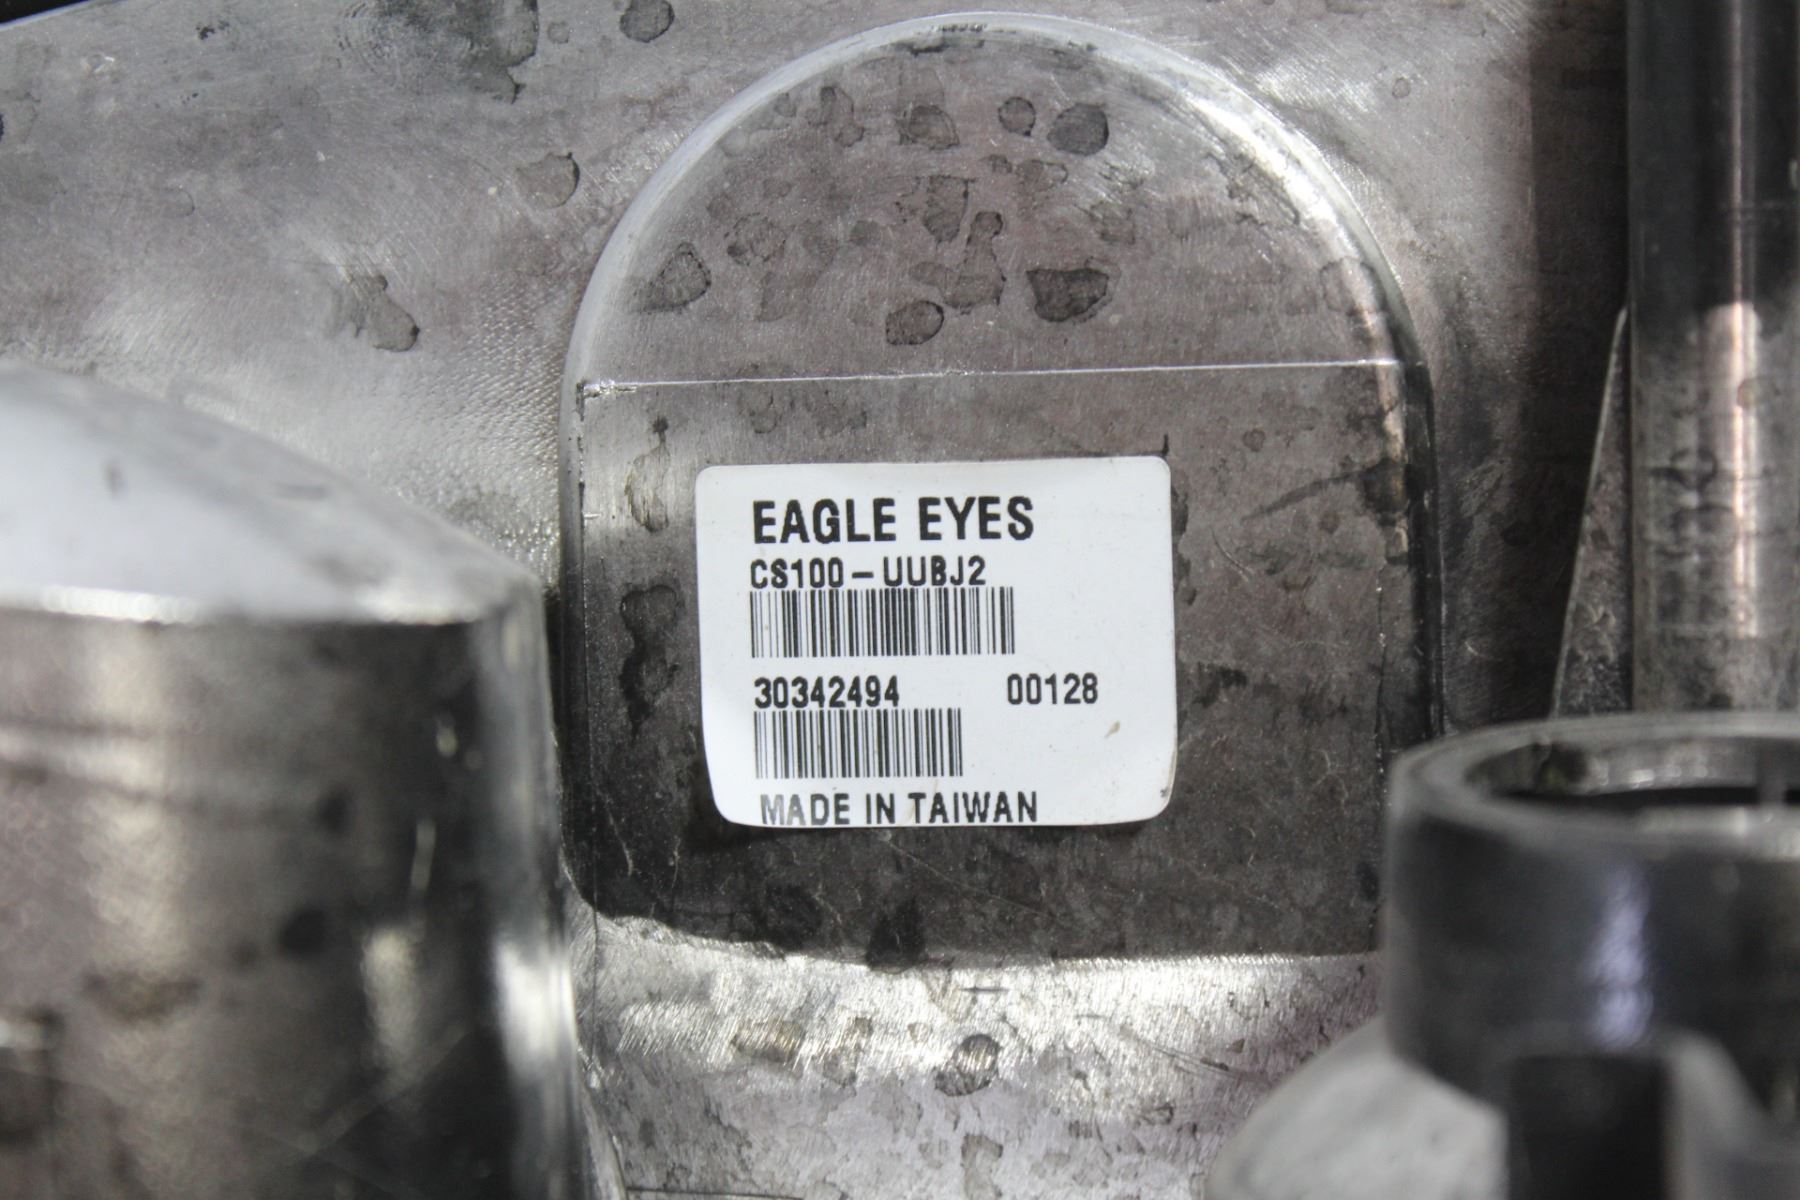 EAGLE EYES
CS100-UUBJ2
30342494 00128
MADE IN TAIWAN